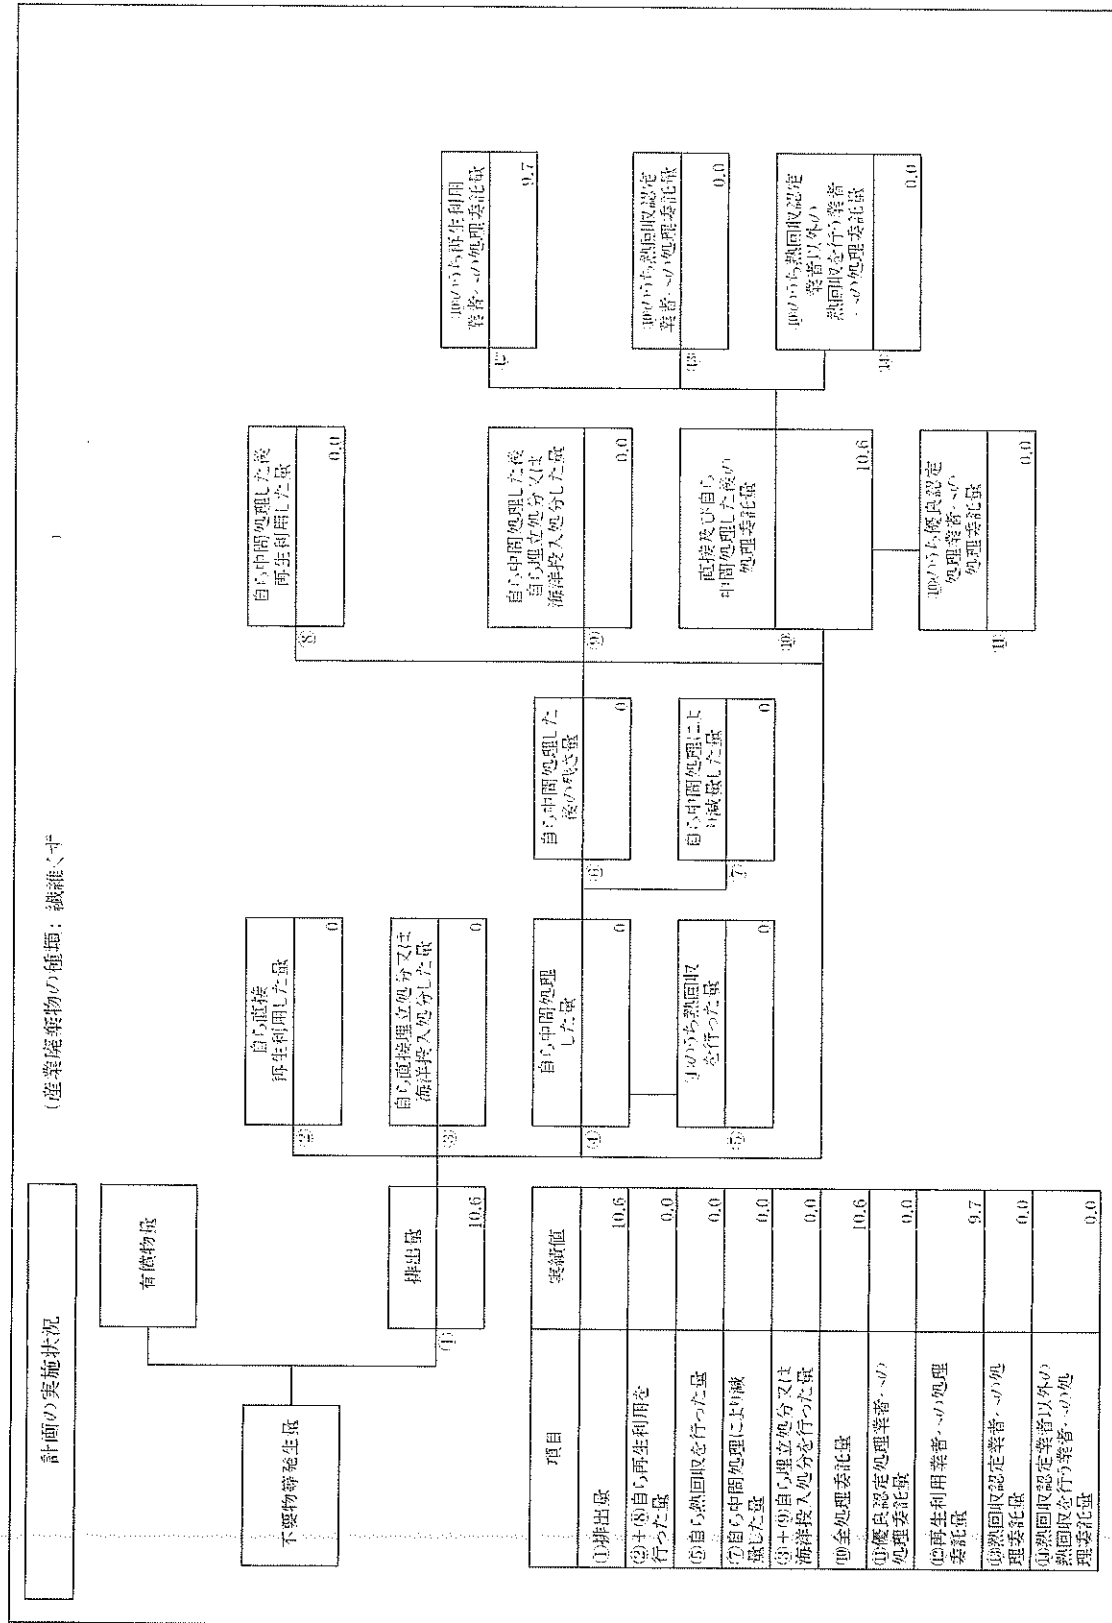 計画の実施状況
(産業廃棄物の種類: 繊維くず
)
不要物等発生量
有償物量
排出量
①
10.6
自ら直接
再生利用した量
②
0
自ら直接埋立処分又は
海洋投入処分した量
③
0
自ら中間処理
した量
④
0
④のうち熱回収
を行った量
⑤
0
自ら中間処理した
後の残さ量
⑥
0
自ら中間処理によ
り減量した量
⑦
0
自ら中間処理した後
再生利用した量
⑧
0.0
自ら中間処理した後
自ら埋立処分又は
海洋投入処分した量
⑨
0.0
直接及び自ら
中間処理した後の
処理委託量
⑩
10.6
⑩のうち優良認定
処理業者への
処理委託量
⑪
0.0
⑩のうち再生利用
業者への処理委託量
⑫
9.7
⑩のうち熱回収認定
業者への処理委託量
⑬
0.0
⑩のうち熱回収認定
業者以外の
熱回収を行う業者
への処理委託量
⑭
0.0
項目 実績値
①排出量 10.6
②+⑧自ら再生利用を
行った量 0.0
⑤自ら熱回収を行った量 0.0
⑦自ら中間処理により減
量した量 0.0
③+⑨自ら埋立処分又は
海洋投入処分を行った量 0.0
⑩全処理委託量 10.6
⑪優良認定処理業者への
処理委託量 0.0
⑫再生利用業者への処理
委託量 9.7
⑬熱回収認定業者への処
理委託量 0.0
⑭熱回収認定業者以外の
熱回収を行う業者への処
理委託量 0.0